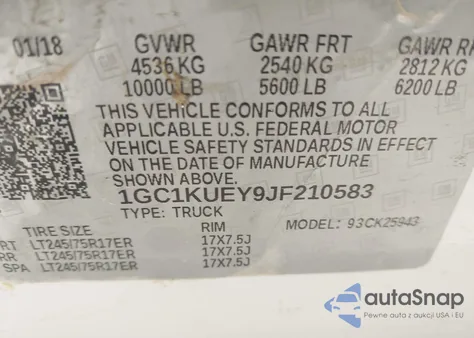 01/18 GVWR GAWR FRT GAWR R
4536 KG 2540 KG 2812 KG
10000 LB 5600 LB 6200 LB
THIS VEHICLE CONFORMS TO ALL
APPLICABLE U.S. FEDERAL MOTOR
VEHICLE SAFETY STANDARDS IN EFFECT
ON THE DATE OF MANUFACTURE
SHOWN ABOVE.
1GC1KUEY9JF210583
TYPE: TRUCK MODEL: 93CK25943
RIM
RT LT245/75R17ER 17X7.5J
RR LT245/75R17ER 17X7.5J
SPA LT245/75R17ER 17X7.5J
autoSnap
Pewne auta z aukcji USA i EU